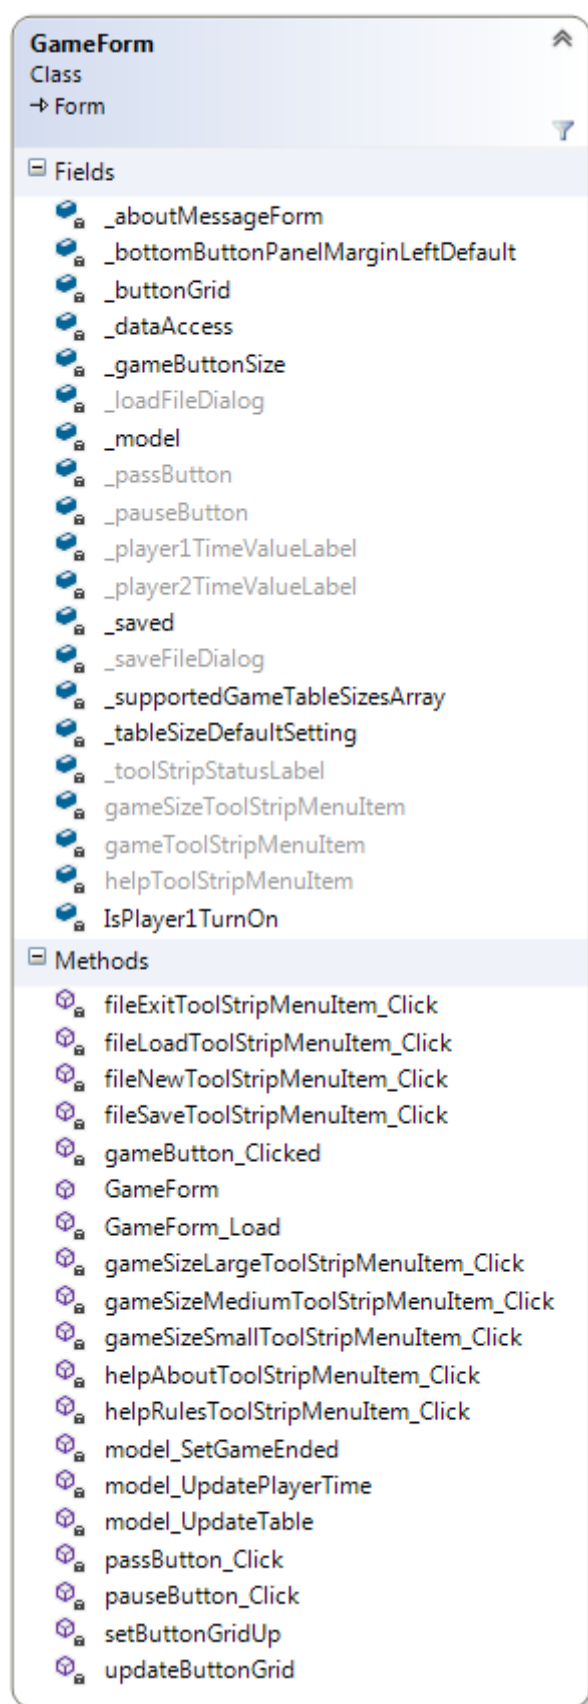 GameForm
Class
Form
Fields
_aboutMessageForm
_bottomButtonPanelMarginLeftDefault
_buttonGrid
_dataAccess
_gameButtonSize
_loadFileDialog
_model
_passButton
_pauseButton
_player1TimeValueLabel
_player2TimeValueLabel
_saved
_saveFileDialog
_supportedGameTableSizesArray
_tableSizeDefaultSetting
_toolStripStatusLabel
gameSizeToolStripMenuItem
gameToolStripMenuItem
helpToolStripMenuItem
IsPlayer1TurnOn
Methods
fileExitToolStripMenuItem_Click
fileLoadToolStripMenuItem_Click
fileNewToolStripMenuItem_Click
fileSaveToolStripMenuItem_Click
gameButton_Clicked
GameForm
GameForm_Load
gameSizeLargeToolStripMenuItem_Click
gameSizeMediumToolStripMenuItem_Click
gameSizeSmallToolStripMenuItem_Click
helpAboutToolStripMenuItem_Click
helpRulesToolStripMenuItem_Click
model_SetGameEnded
model_UpdatePlayerTime
model_UpdateTable
passButton_Click
pauseButton_Click
setButtonGridUp
updateButtonGrid